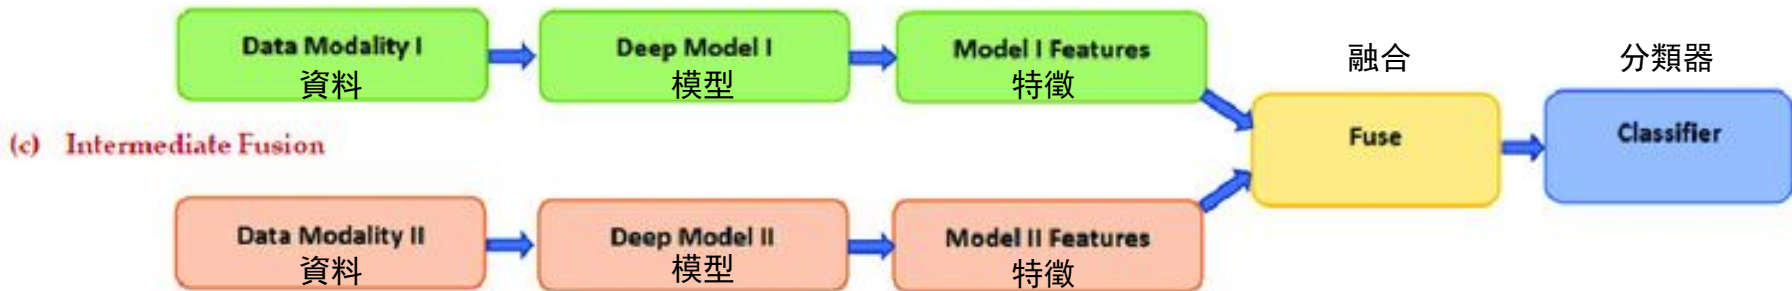 Data Modality I
資料
Deep Model I
模型
Model I Features
特徵
融合
分類器
(c) Intermediate Fusion
Fuse
Classifier
Data Modality II
資料
Deep Model II
模型
Model II Features
特徵